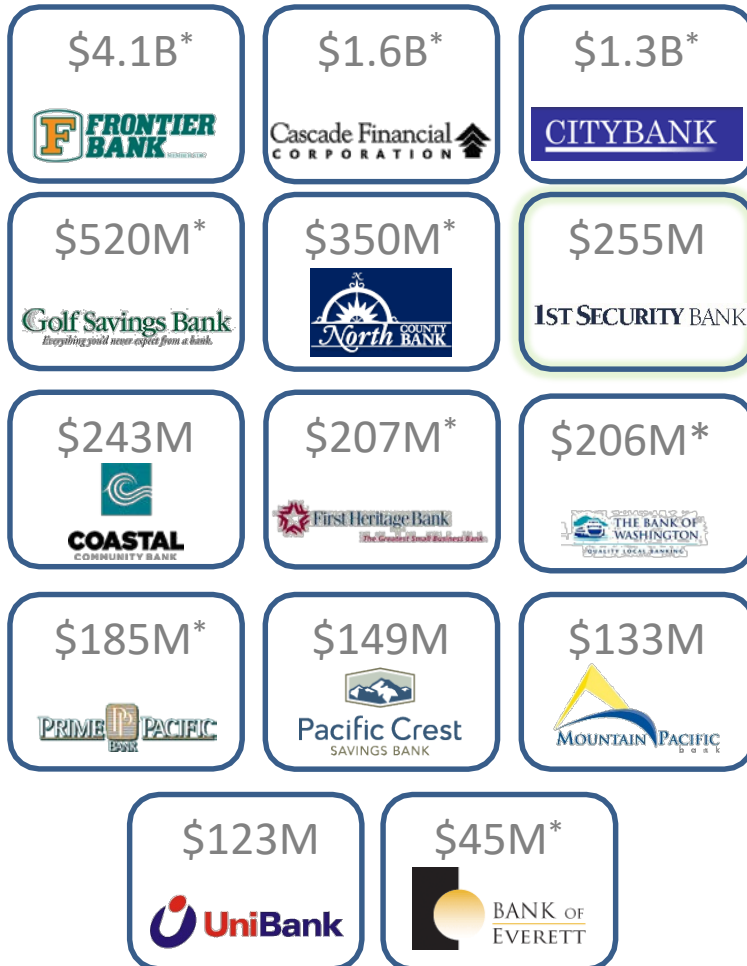 $4.1B*
FRONTIER
BANK
$1.6B*
Cascade Financial
CORPORATION
$1.3B*
CITYBANK
$520M*
Golf Savings Bank
Everything you'd never expect from a bank.
$350M*
N
North COUNTY BANK
$255M
1ST SECURITY BANK
$243M
COASTAL
COMMUNITY BANK
$207M*
First Heritage Bank
The Greatest Small Business Bank
$206M*
THE BANK OF
WASHINGTON
QUALITY LOCAL BANKING
$185M*
PRIME PACIFIC
BANK
$149M
Pacific Crest
SAVINGS BANK
$133M
MOUNTAIN PACIFIC
bank
$123M
UniBank
$45M*
BANK OF
EVERETT